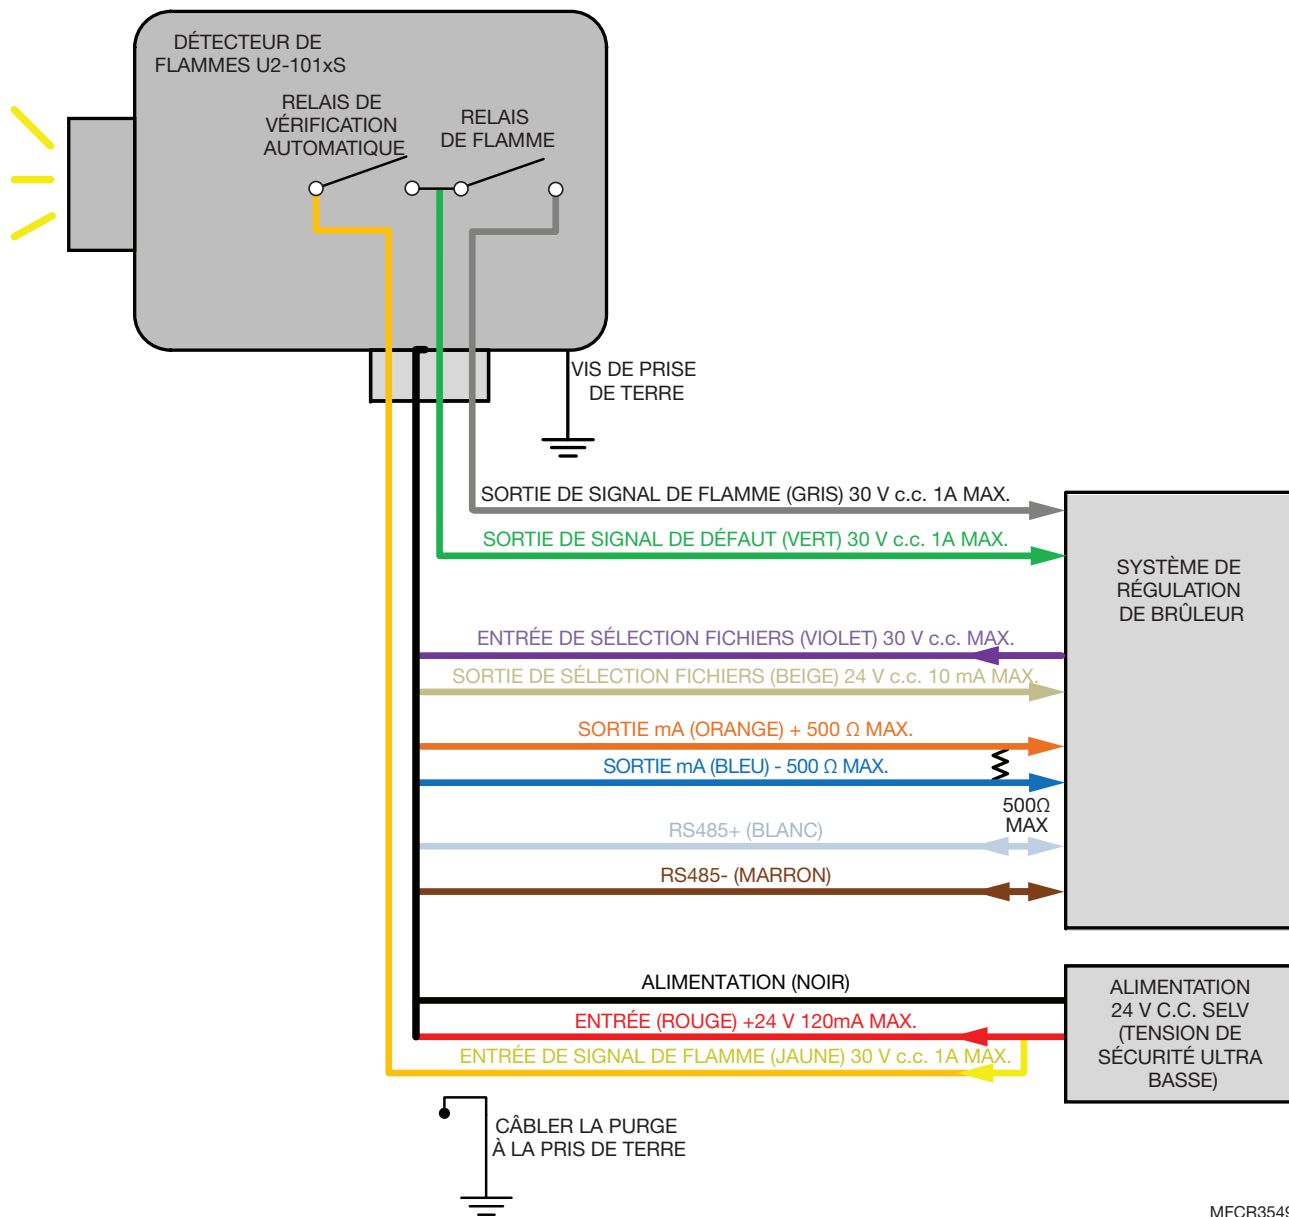 DÉTECTEUR DE
FLAMMES U2-101xS
RELAIS DE
VÉRIFICATION
AUTOMATIQUE
RELAIS
DE FLAMME
VIS DE PRISE
DE TERRE
SORTIE DE SIGNAL DE FLAMME (GRIS) 30 V c.c. 1A MAX.
SORTIE DE SIGNAL DE DÉFAUT (VERT) 30 V c.c. 1A MAX.
SYSTÈME DE
RÉGULATION
DE BRÛLEUR
ENTRÉE DE SÉLECTION FICHIERS (VIOLET) 30 V c.c. MAX.
SORTIE DE SÉLECTION FICHIERS (BEIGE) 24 V c.c. 10 mA MAX.
SORTIE mA (ORANGE) + 500 Ω MAX.
SORTIE mA (BLEU) - 500 Ω MAX.
500Ω
MAX
RS485+ (BLANC)
RS485- (MARRON)
ALIMENTATION (NOIR)
ENTRÉE (ROUGE) +24 V 120mA MAX.
ENTRÉE DE SIGNAL DE FLAMME (JAUNE) 30 V c.c. 1A MAX.
ALIMENTATION
24 V C.C. SELV
(TENSION DE
SÉCURITÉ ULTRA
BASSE)
CÂBLER LA PURGE
À LA PRIS DE TERRE
MFCR3549